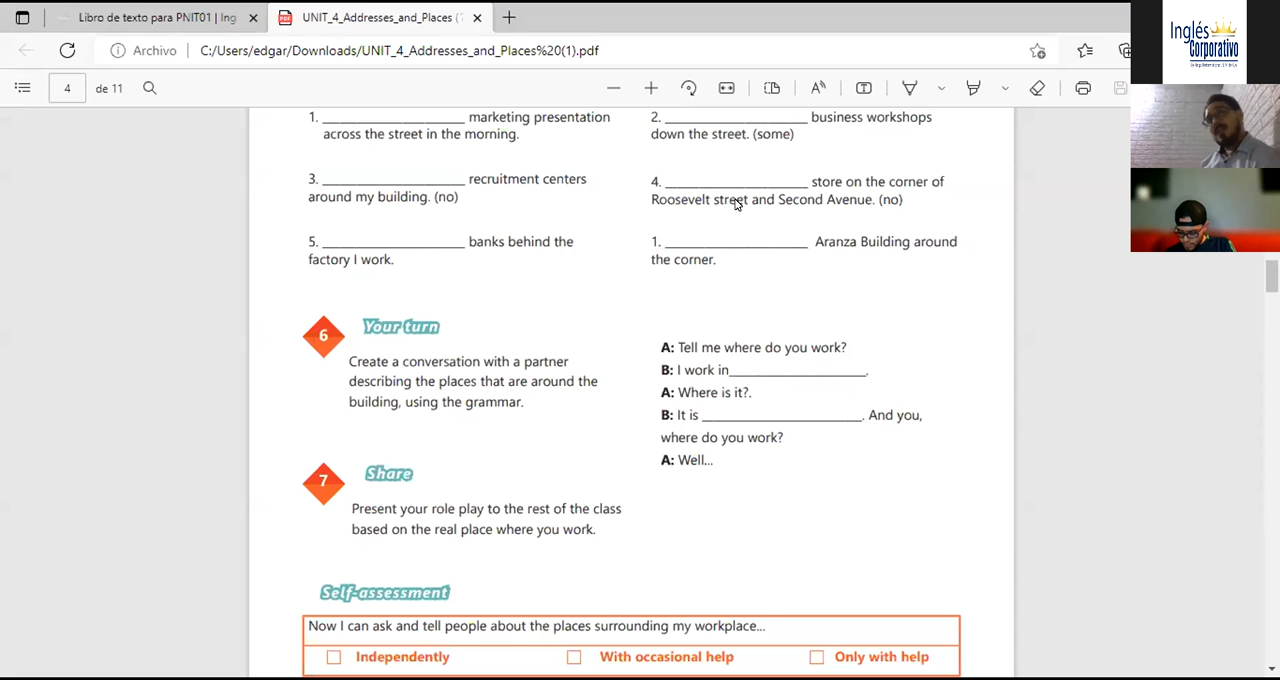 Libro de texto para PNIT01 | Ing
UNIT_4_Addresses_and_Places (
Archivo
C:/Users/edgar/Downloads/UNIT_4_Addresses_and_Places%20(1).pdf
4 de 11
1. ____________________ marketing presentation
across the street in the morning.
2. ____________________ business workshops
down the street. (some)
3. ____________________ recruitment centers
around my building. (no)
4. ____________________ store on the corner of
Roosevelt street and Second Avenue. (no)
5. ____________________ banks behind the
factory I work.
1. ____________________ Aranza Building around
the corner.
6
Your turn
Create a conversation with a partner
describing the places that are around the
building, using the grammar.
A: Tell me where do you work?
B: I work in____________________.
A: Where is it?.
B: It is ______________________. And you,
where do you work?
A: Well...
7
Share
Present your role play to the rest of the class
based on the real place where you work.
Self-assessment
Now I can ask and tell people about the places surrounding my workplace...
Independently
With occasional help
Only with help
Inglés
Corporativo